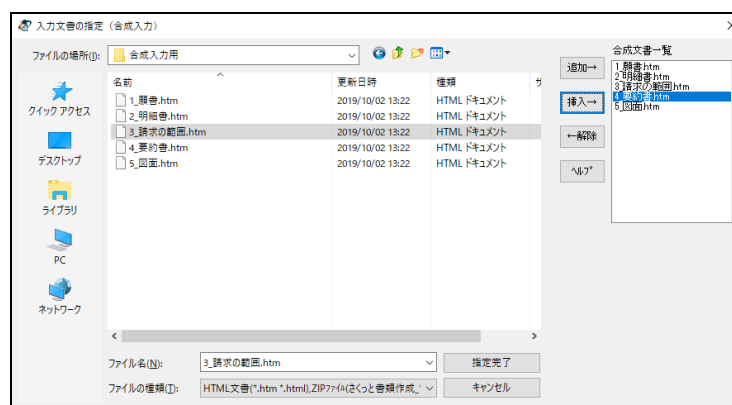 入力文書の指定（合成入力）
ファイルの場所(I):
合成入力用
合成文書一覧
クイック アクセス
デスクトップ
ライブラリ
PC
ネットワーク
名前
更新日時
種類
サ
1_願書.htm
2019/10/02 13:22
HTML ドキュメント
2_明細書.htm
2019/10/02 13:22
HTML ドキュメント
3_請求の範囲.htm
2019/10/02 13:22
HTML ドキュメント
4_要約書.htm
2019/10/02 13:22
HTML ドキュメント
5_図面.htm
2019/10/02 13:22
HTML ドキュメント
追加→
挿入→
←解除
ヘルプ
1_願書.htm
2_明細書.htm
3_請求の範囲.htm
4_要約書.htm
5_図面.htm
ファイル名(N):
3_請求の範囲.htm
指定完了
ファイルの種類(T):
HTML文書(*.htm *.html),ZIPファイル(さくっと書類作成_
キャンセル